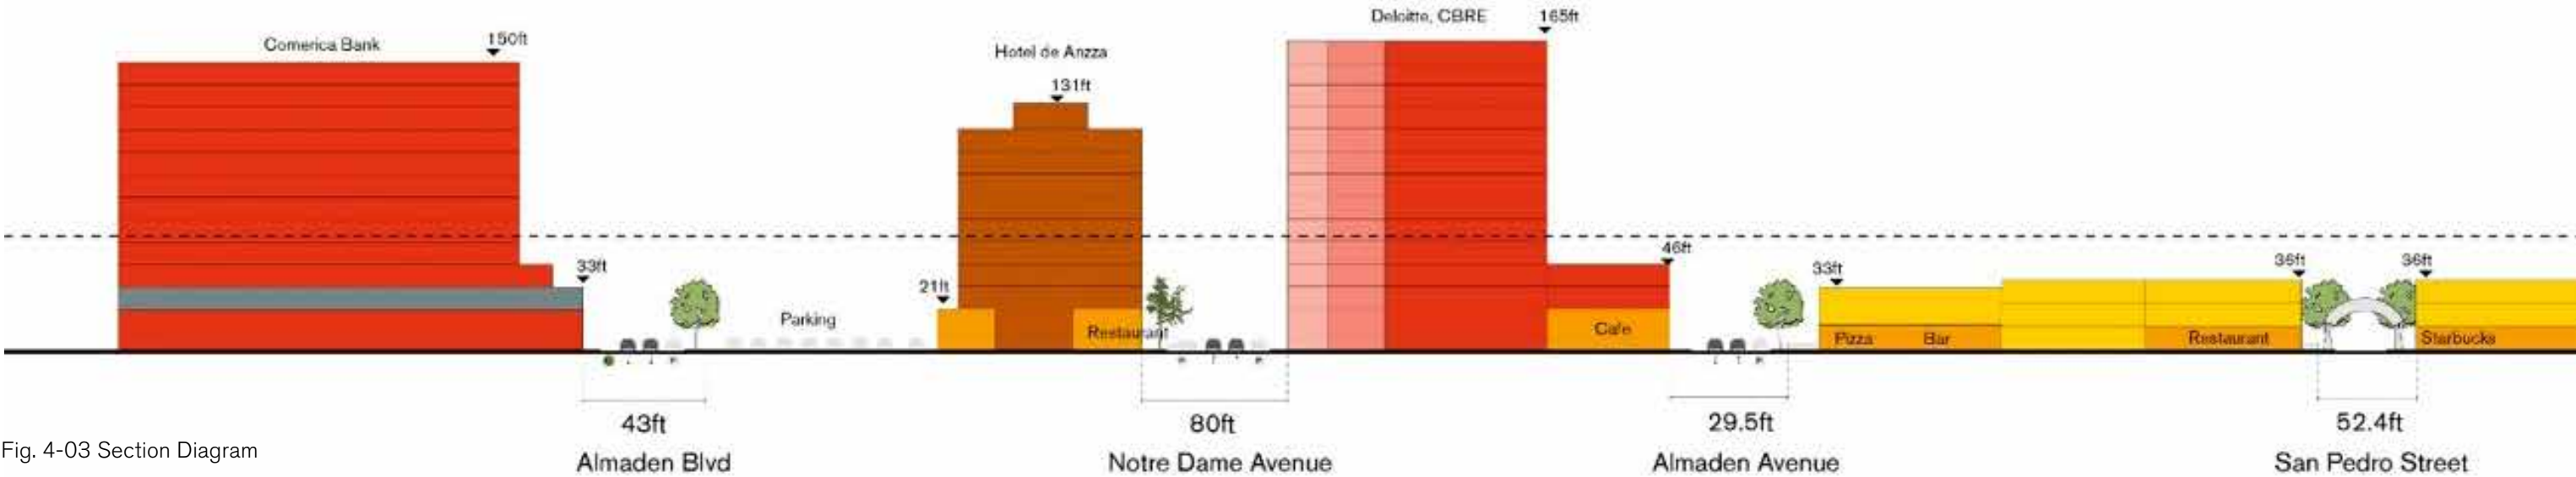 Deloitte, CBRE
165ft
Comerica Bank
150ft
Hotel de Anzza
131ft
46ft
33ft
21ft
33ft
36ft
36ft
Parking
Restaurant
Cafe
Pizza
Bar
Restaurant
Starbucks
43ft
80ft
29.5ft
52.4ft
Fig. 4-03 Section Diagram
Almaden Blvd
Notre Dame Avenue
Almaden Avenue
San Pedro Street